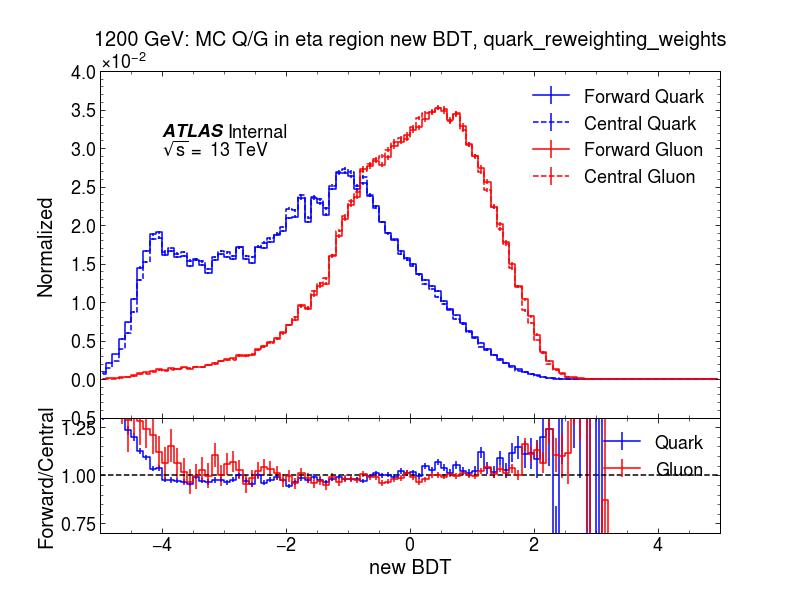 1200 GeV: MC Q/G in eta region new BDT, quark_reweighting_weights
×10⁻²
4.0
3.5
3.0
2.5
2.0
1.5
1.0
0.5
0.0
Normalized
ATLAS Internal
√s = 13 TeV
Forward Quark
Central Quark
Forward Gluon
Central Gluon
1.25
1.00
0.75
Forward/Central
Quark
Gluon
−4 −2 0 2 4
new BDT